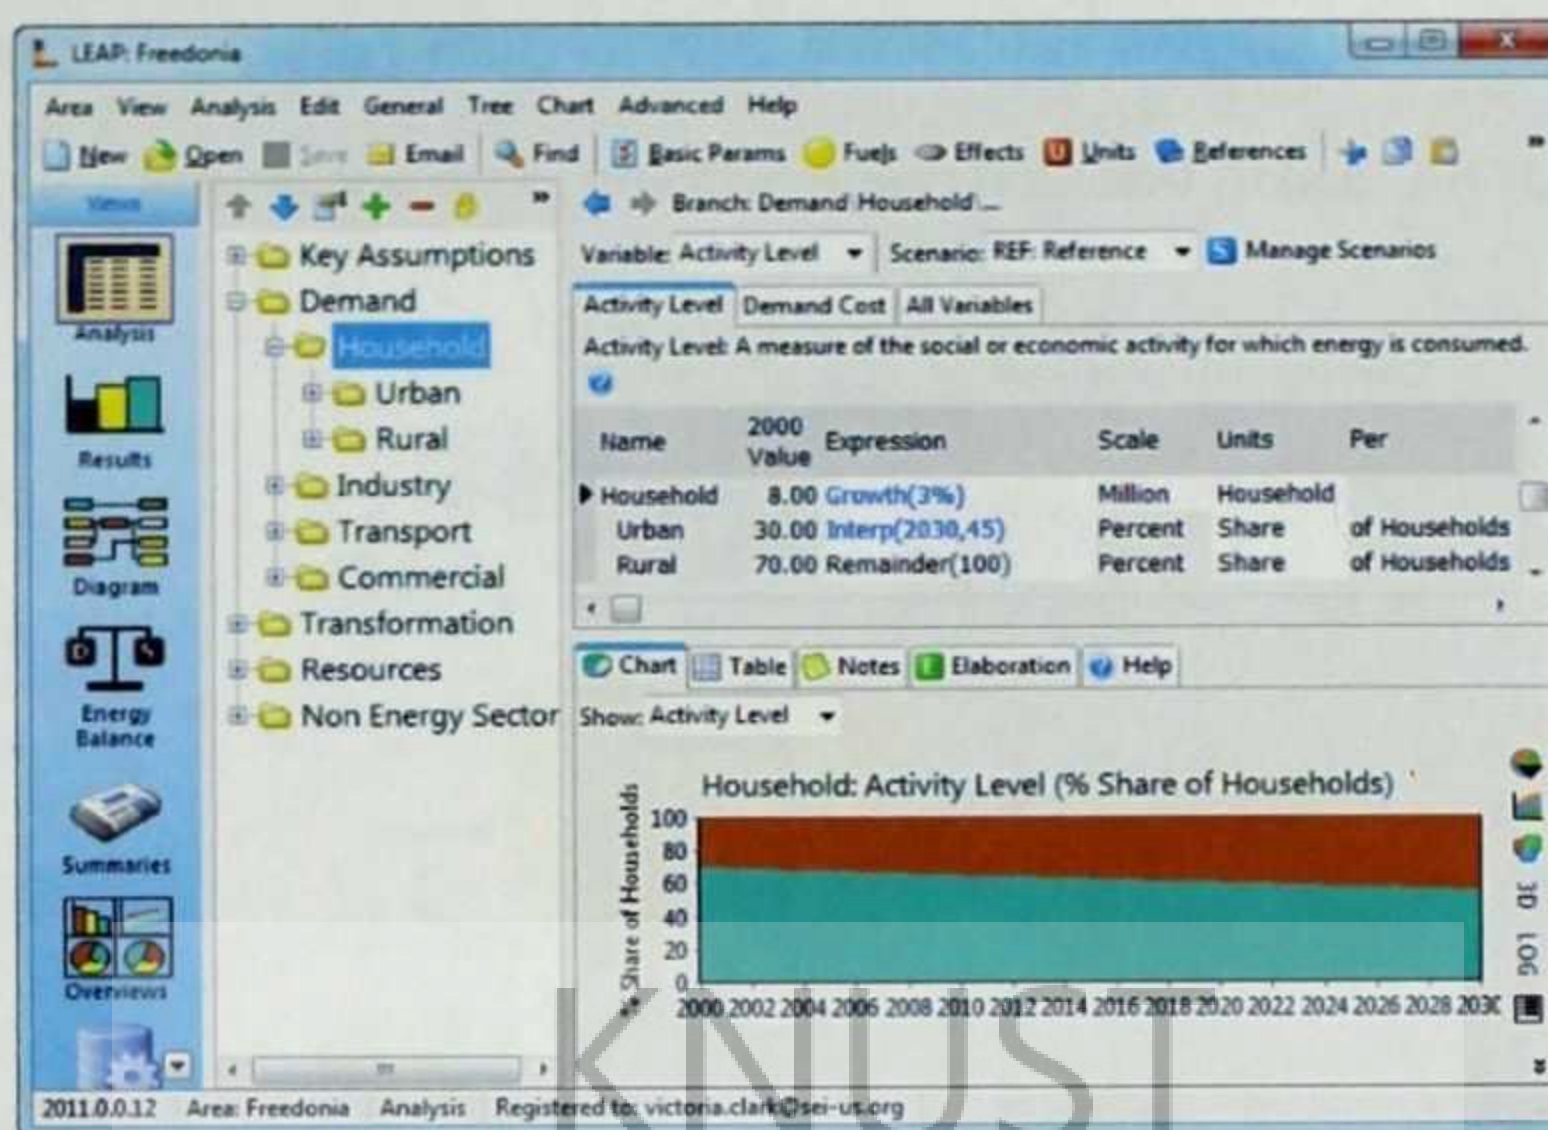 LEAP: Freedonia
Area View Analysis Edit General Tree Chart Advanced Help
New Open Save Email Find Basic Params Fuels Effects Units References
Views
Analysis
Results
Diagram
Energy
Balance
Summaries
Overviews
Key Assumptions
Demand
Household
Urban
Rural
Industry
Transport
Commercial
Transformation
Resources
Non Energy Sector
Branch: Demand\Household\...
Variable: Activity Level Scenario: REF: Reference Manage Scenarios
Activity Level Demand Cost All Variables
Activity Level: A measure of the social or economic activity for which energy is consumed.
Name 2000 Value Expression Scale Units Per
Household 8.00 Growth(3%) Million Household
Urban 30.00 Interp(2030,45) Percent Share of Households
Rural 70.00 Remainder(100) Percent Share of Households
Chart Table Notes Elaboration Help
Show: Activity Level
Household: Activity Level (% Share of Households)
% Share of Households
100
80
60
40
20
0
2000 2002 2004 2006 2008 2010 2012 2014 2016 2018 2020 2022 2024 2026 2028 2030
3D
LOG
2011.0.0.12 Area: Freedonia Analysis Registered to: victoria.clark@sei-us.org
KNUST